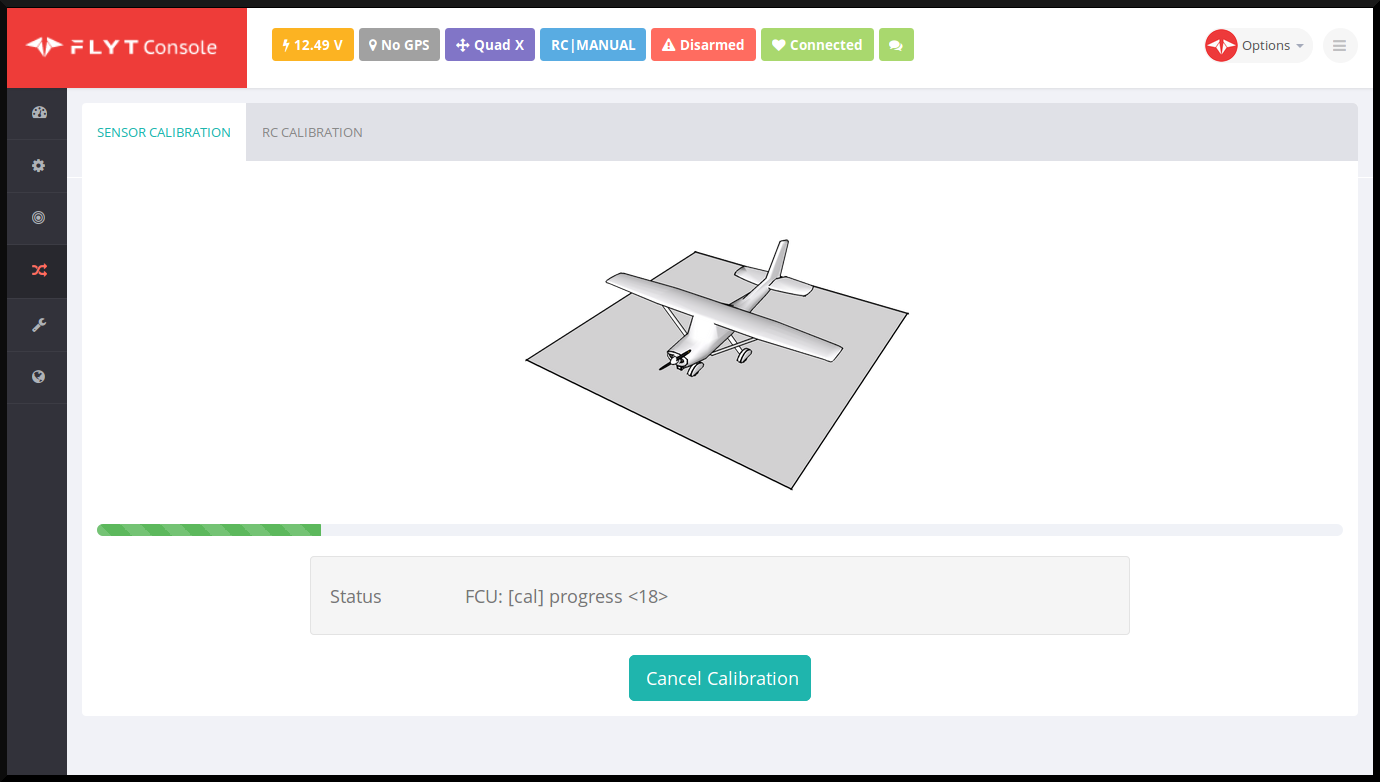 FLYT Console
12.49 V
No GPS
Quad X
RC|MANUAL
Disarmed
Connected
Options
SENSOR CALIBRATION
RC CALIBRATION
Status
FCU: [cal] progress <18>
Cancel Calibration